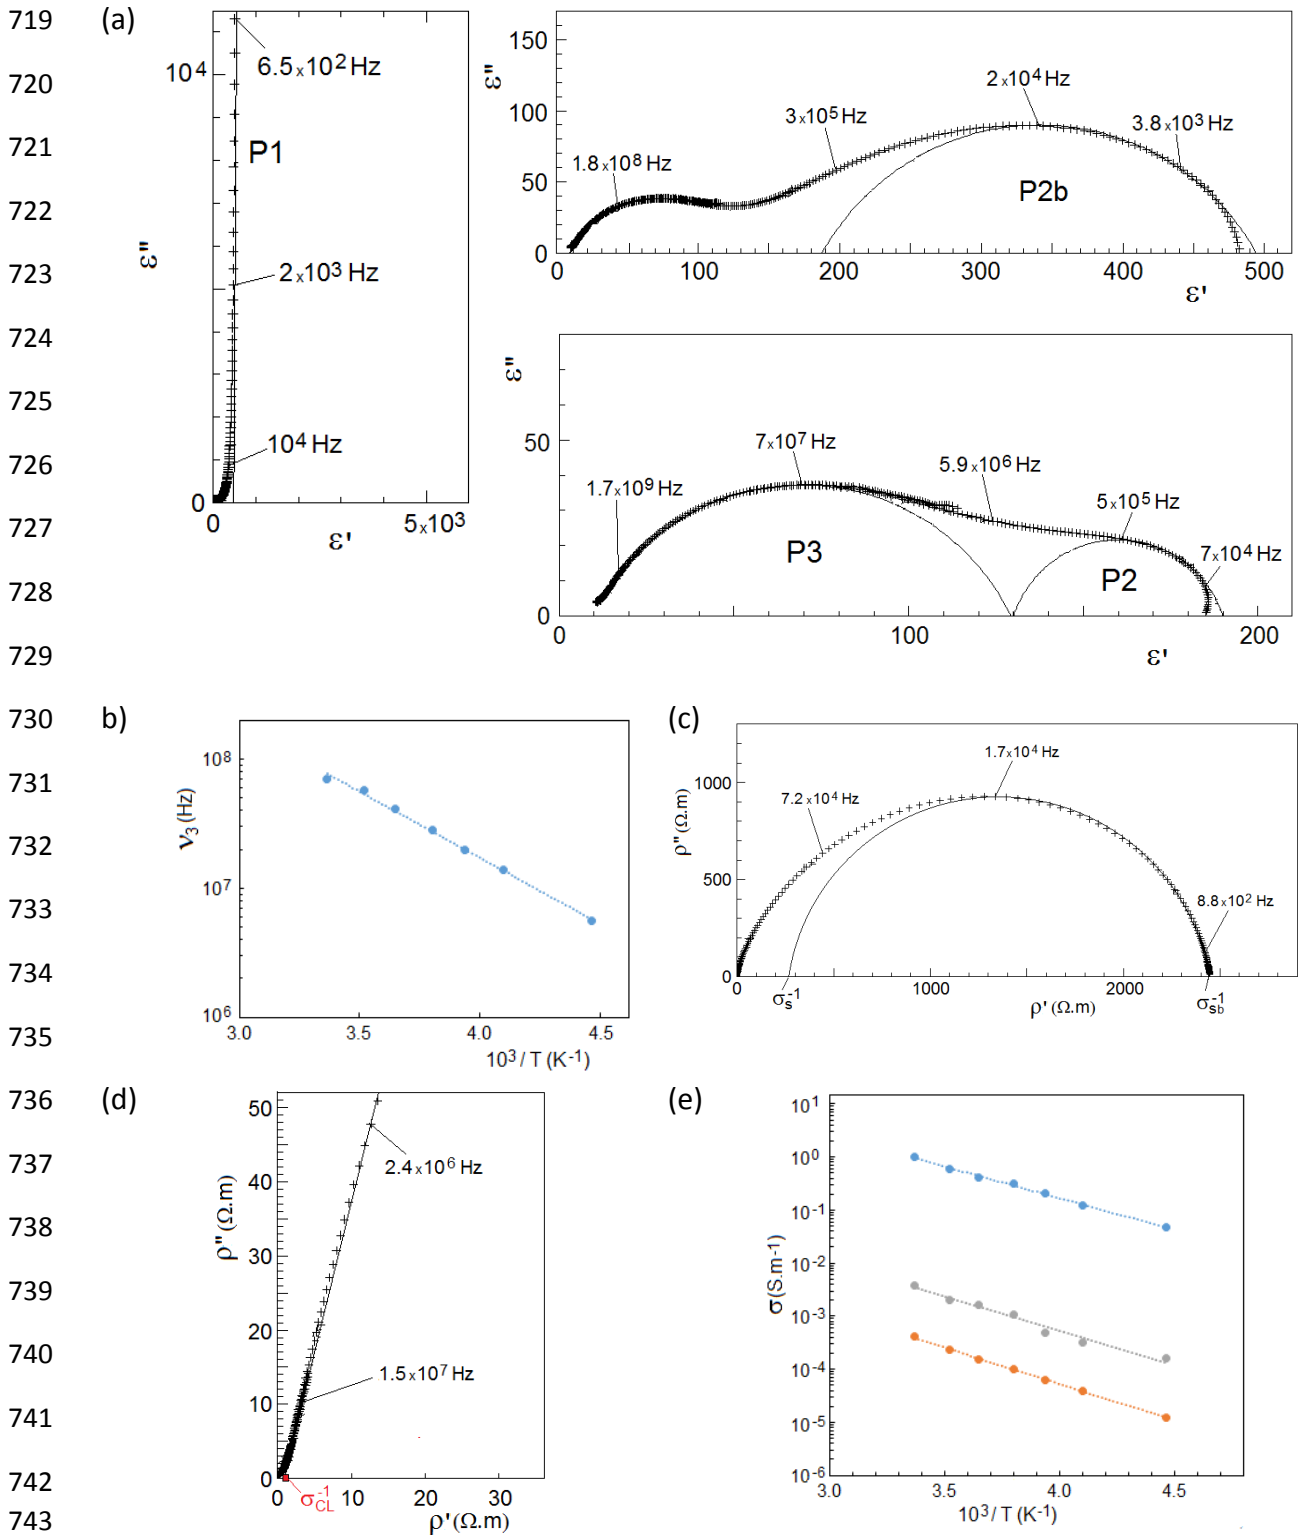 719
720
721
722
723
724
725
726
727
728
729
730
731
732
733
734
735
736
737
738
739
740
741
742
743
(a)
ε"
10⁴
0
0
5x10³
ε'
6.5x10² Hz
P1
2x10³ Hz
10⁴ Hz
ε"
150
100
50
0
0
100
200
300
400
500
ε'
1.8x10⁸ Hz
3x10⁵ Hz
2x10⁴ Hz
3.8x10³ Hz
P2b
ε"
50
0
0
100
200
ε'
1.7x10⁹ Hz
7x10⁷ Hz
5.9x10⁶ Hz
5x10⁵ Hz
7x10⁴ Hz
P3
P2
b)
ν₃ (Hz)
10⁸
10⁷
10⁶
3.0
3.5
4.0
4.5
10³ / T (K⁻¹)
(c)
ρ" (Ω.m)
1000
500
0
0
1000
2000
ρ' (Ω.m)
7.2x10⁴ Hz
1.7x10⁴ Hz
8.8x10² Hz
σₛ⁻¹
σ_sb⁻¹
(d)
ρ" (Ω.m)
50
40
30
20
10
0
0
10
20
30
ρ' (Ω.m)
2.4x10⁶ Hz
1.5x10⁷ Hz
σ_CL⁻¹
(e)
σ(S.m-¹)
10¹
10⁰
10⁻¹
10⁻²
10⁻³
10⁻⁴
10⁻⁵
10⁻⁶
3.0
3.5
4.0
4.5
10³ / T (K⁻¹)